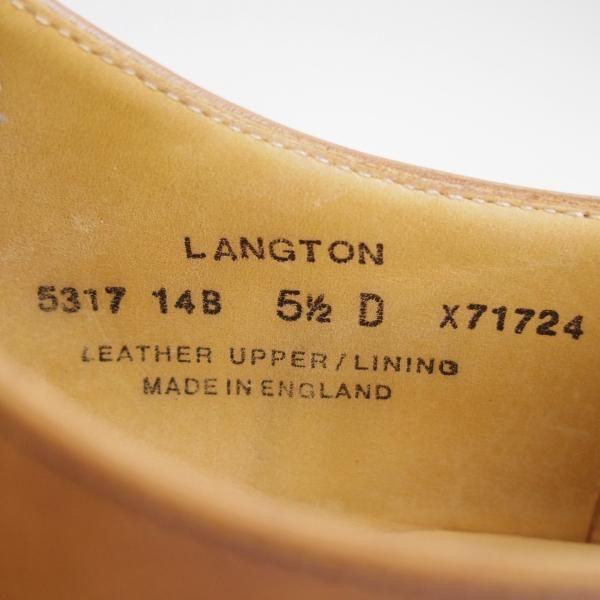 LANGTON
5317 14B 5½ D X71724
LEATHER UPPER/LINING
MADE IN ENGLAND